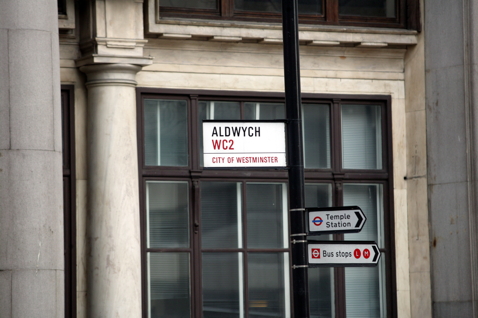 ALDWYCH
WC2
CITY OF WESTMINSTER
Temple
Station
Bus stops L M